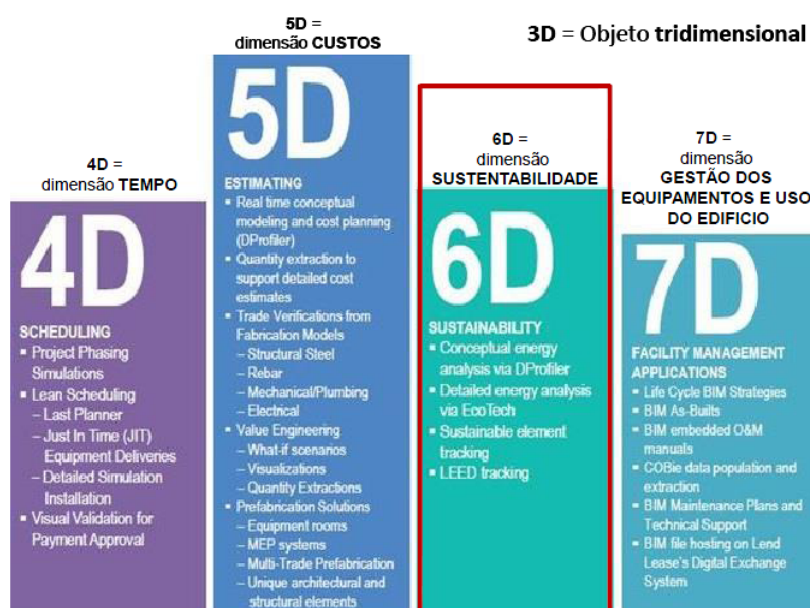 3D = Objeto tridimensional
4D =
dimensão TEMPO
4D
SCHEDULING
▪ Project Phasing
Simulations
▪ Lean Scheduling
– Last Planner
– Just In Time (JIT)
Equipment Deliveries
– Detailed Simulation
Installation
▪ Visual Validation for
Payment Approval
5D =
dimensão CUSTOS
5D
ESTIMATING
▪ Real time conceptual
modeling and cost planning
(DProfiler)
▪ Quantity extraction to
support detailed cost
estimates
▪ Trade Verifications from
Fabrication Models
– Structural Steel
– Rebar
– Mechanical/Plumbing
– Electrical
▪ Value Engineering
– What-if scenarios
– Visualizations
– Quantity Extractions
▪ Prefabrication Solutions
– Equipment rooms
– MEP systems
– Multi-Trade Prefabrication
– Unique architectural and
structural elements
6D =
dimensão
SUSTENTABILIDADE
6D
SUSTAINABILITY
▪ Conceptual energy
analysis via DProfiler
▪ Detailed energy analysis
via EcoTech
▪ Sustainable element
tracking
▪ LEED tracking
7D =
dimensão
GESTÃO DOS
EQUIPAMENTOS E USO
DO EDIFICIO
7D
FACILITY MANAGEMENT
APPLICATIONS
▪ Life Cycle BIM Strategies
▪ BIM As-Builts
▪ BIM embedded O&M
manuals
▪ COBie data population and
extraction
▪ BIM Maintenance Plans and
Technical Support
▪ BIM file hosting on Lend
Lease's Digital Exchange
System